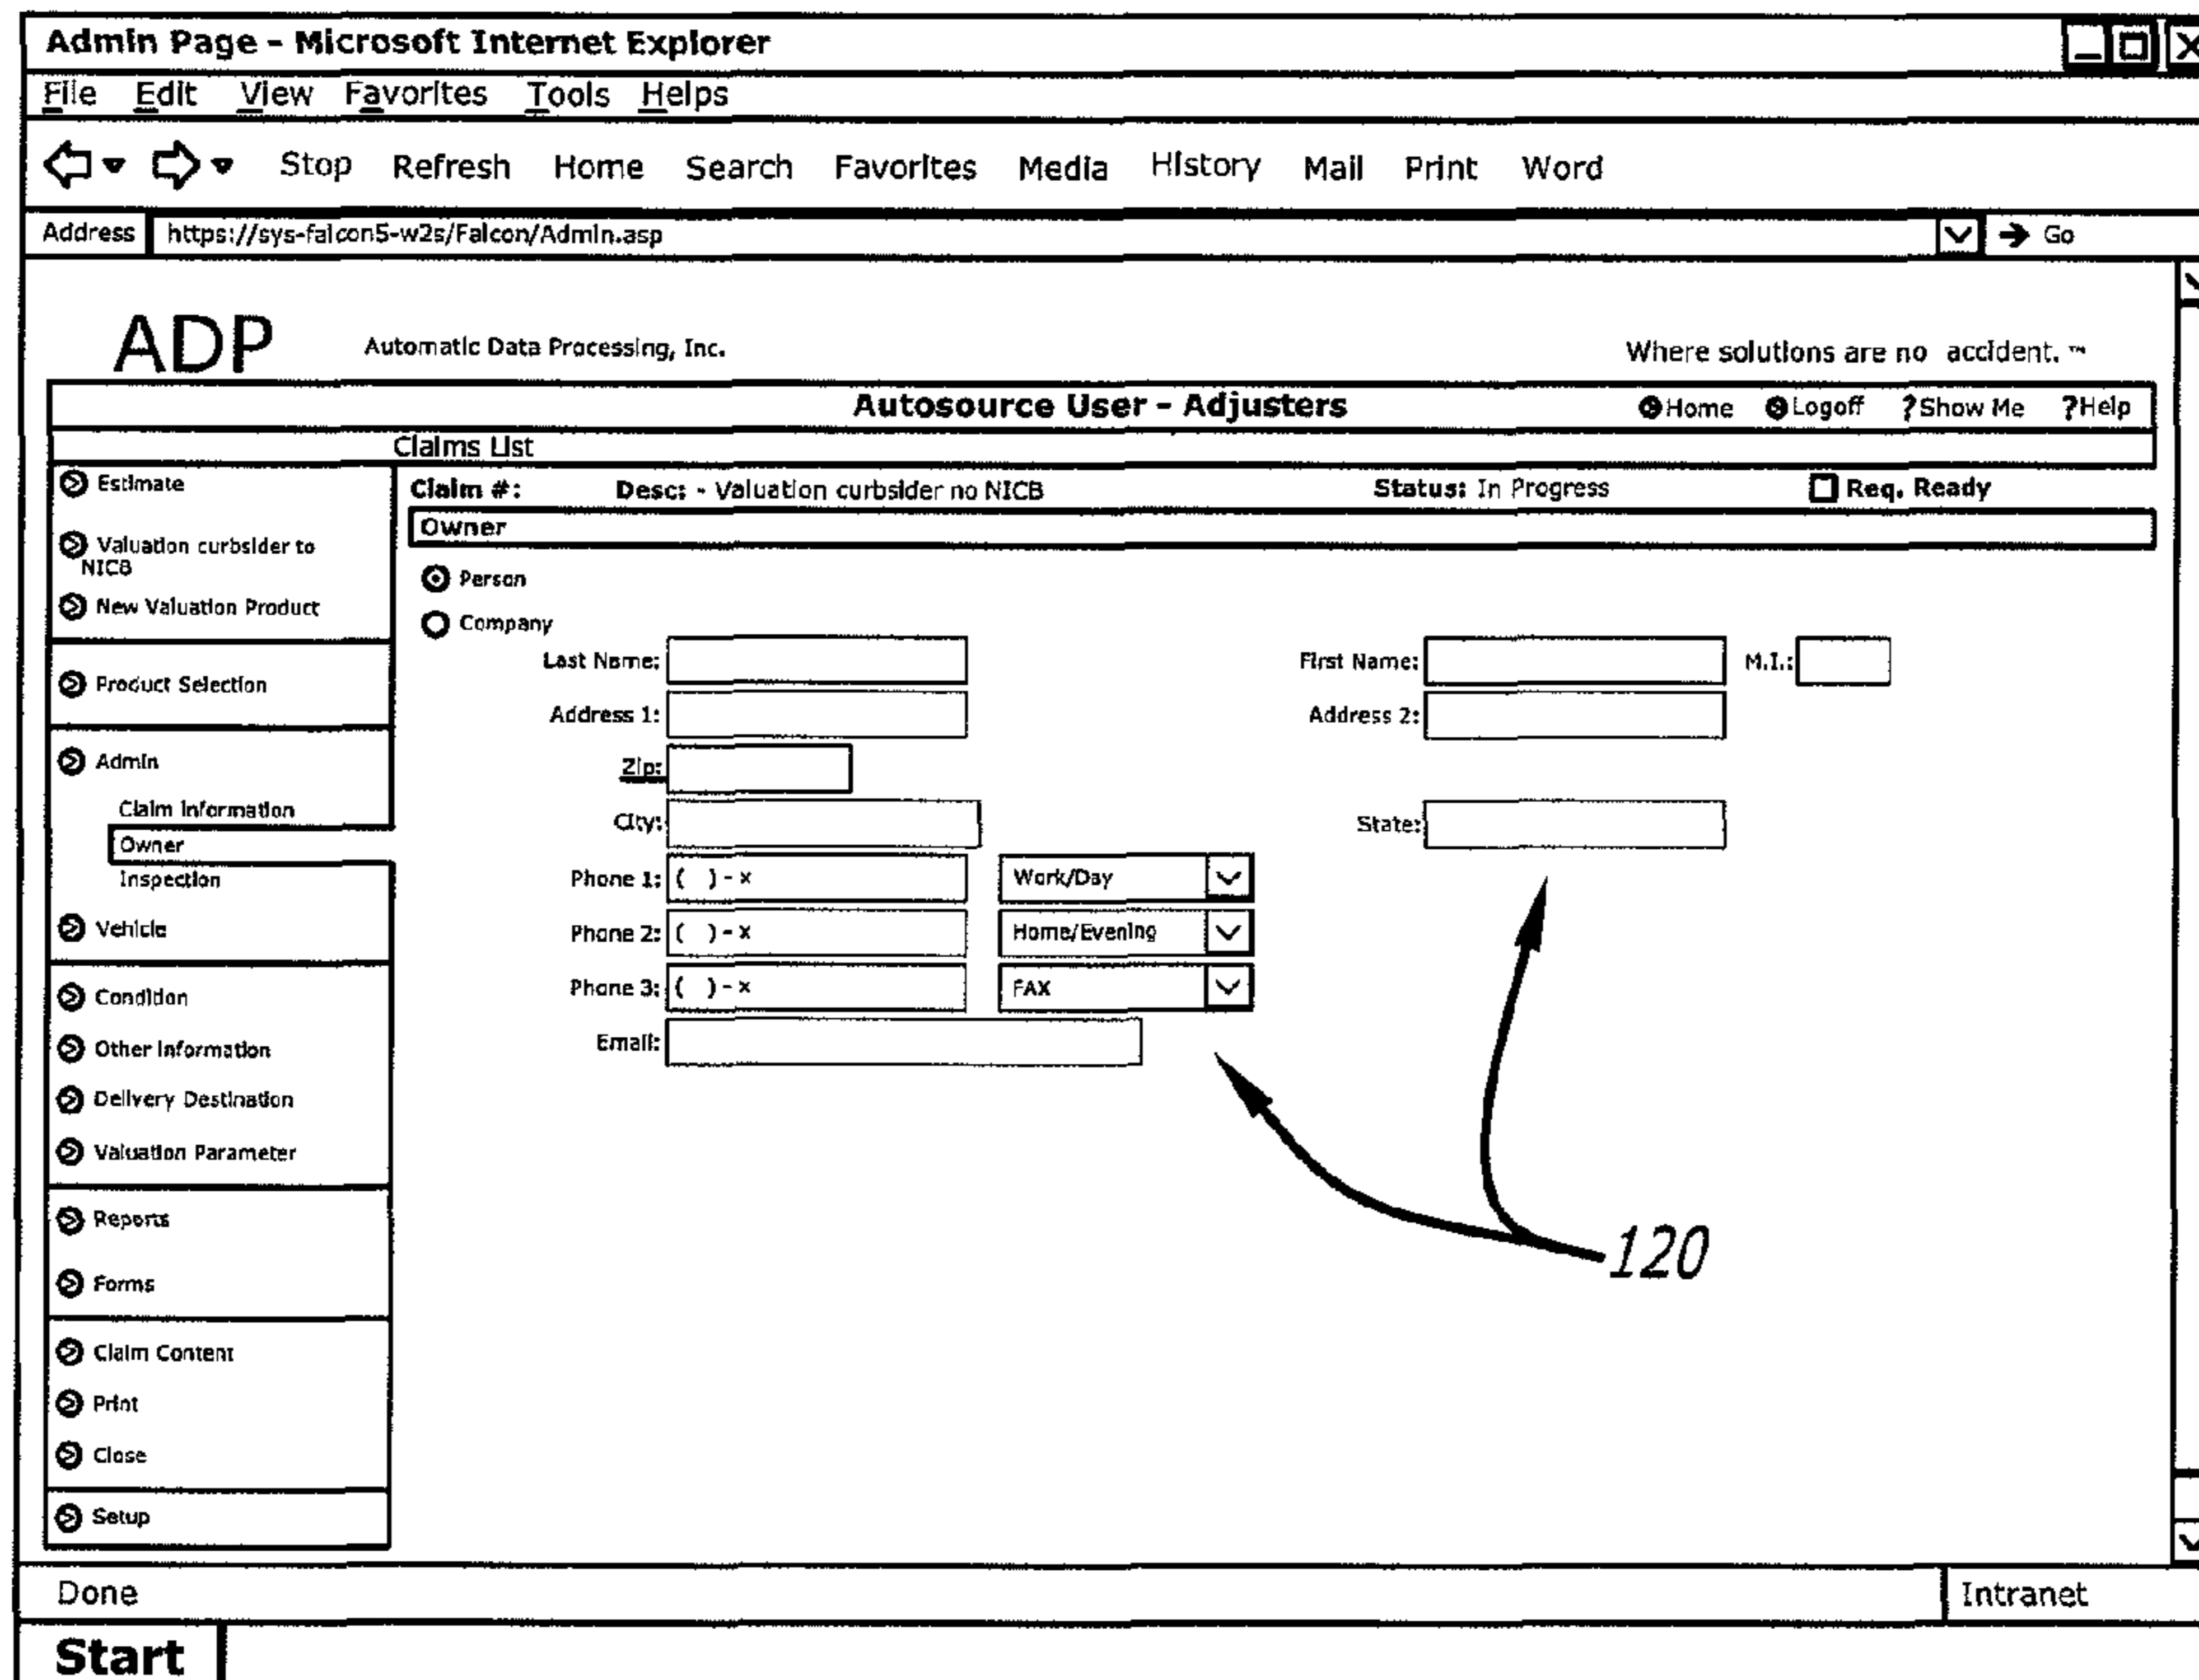 Admin Page - Microsoft Internet Explorer
File Edit View Favorites Tools Helps
Stop Refresh Home Search Favorites Media History Mail Print Word
Address https://sys-falcon5-w2s/Falcon/Admin.asp Go
ADP Automatic Data Processing, Inc. Where solutions are no accident. ™
Autosource User - Adjusters Home Logoff ?Show Me ?Help
Claims List
Estimate
Valuation curbsider to
NICB
New Valuation Product
Product Selection
Admin
Claim Information
Owner
Inspection
Vehicle
Condition
Other Information
Delivery Destination
Valuation Parameter
Reports
Forms
Claim Content
Print
Close
Setup
Claim #: Desc: - Valuation curbsider no NICB Status: In Progress Req. Ready
Owner
Person
Company
Last Name: First Name: M.I.:
Address 1: Address 2:
Zip:
City: State:
Phone 1: ( ) - x Work/Day
Phone 2: ( ) - x Home/Evening
Phone 3: ( ) - x FAX
Email:
120
Done Intranet
Start